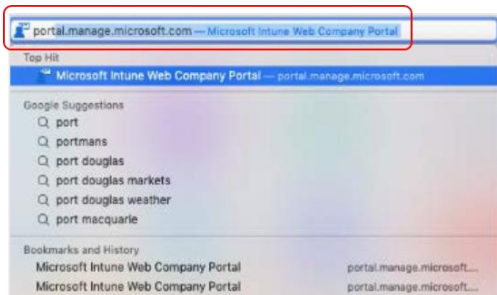 portal.manage.microsoft.com — Microsoft Intune Web Company Portal
Top Hit
Microsoft Intune Web Company Portal — portal.manage.microsoft.com
Google Suggestions
port
portmans
port douglas
port douglas markets
port douglas weather
port macquarie
Bookmarks and History
Microsoft Intune Web Company Portal portal.manage.microsoft....
Microsoft Intune Web Company Portal portal.manage.microsoft....